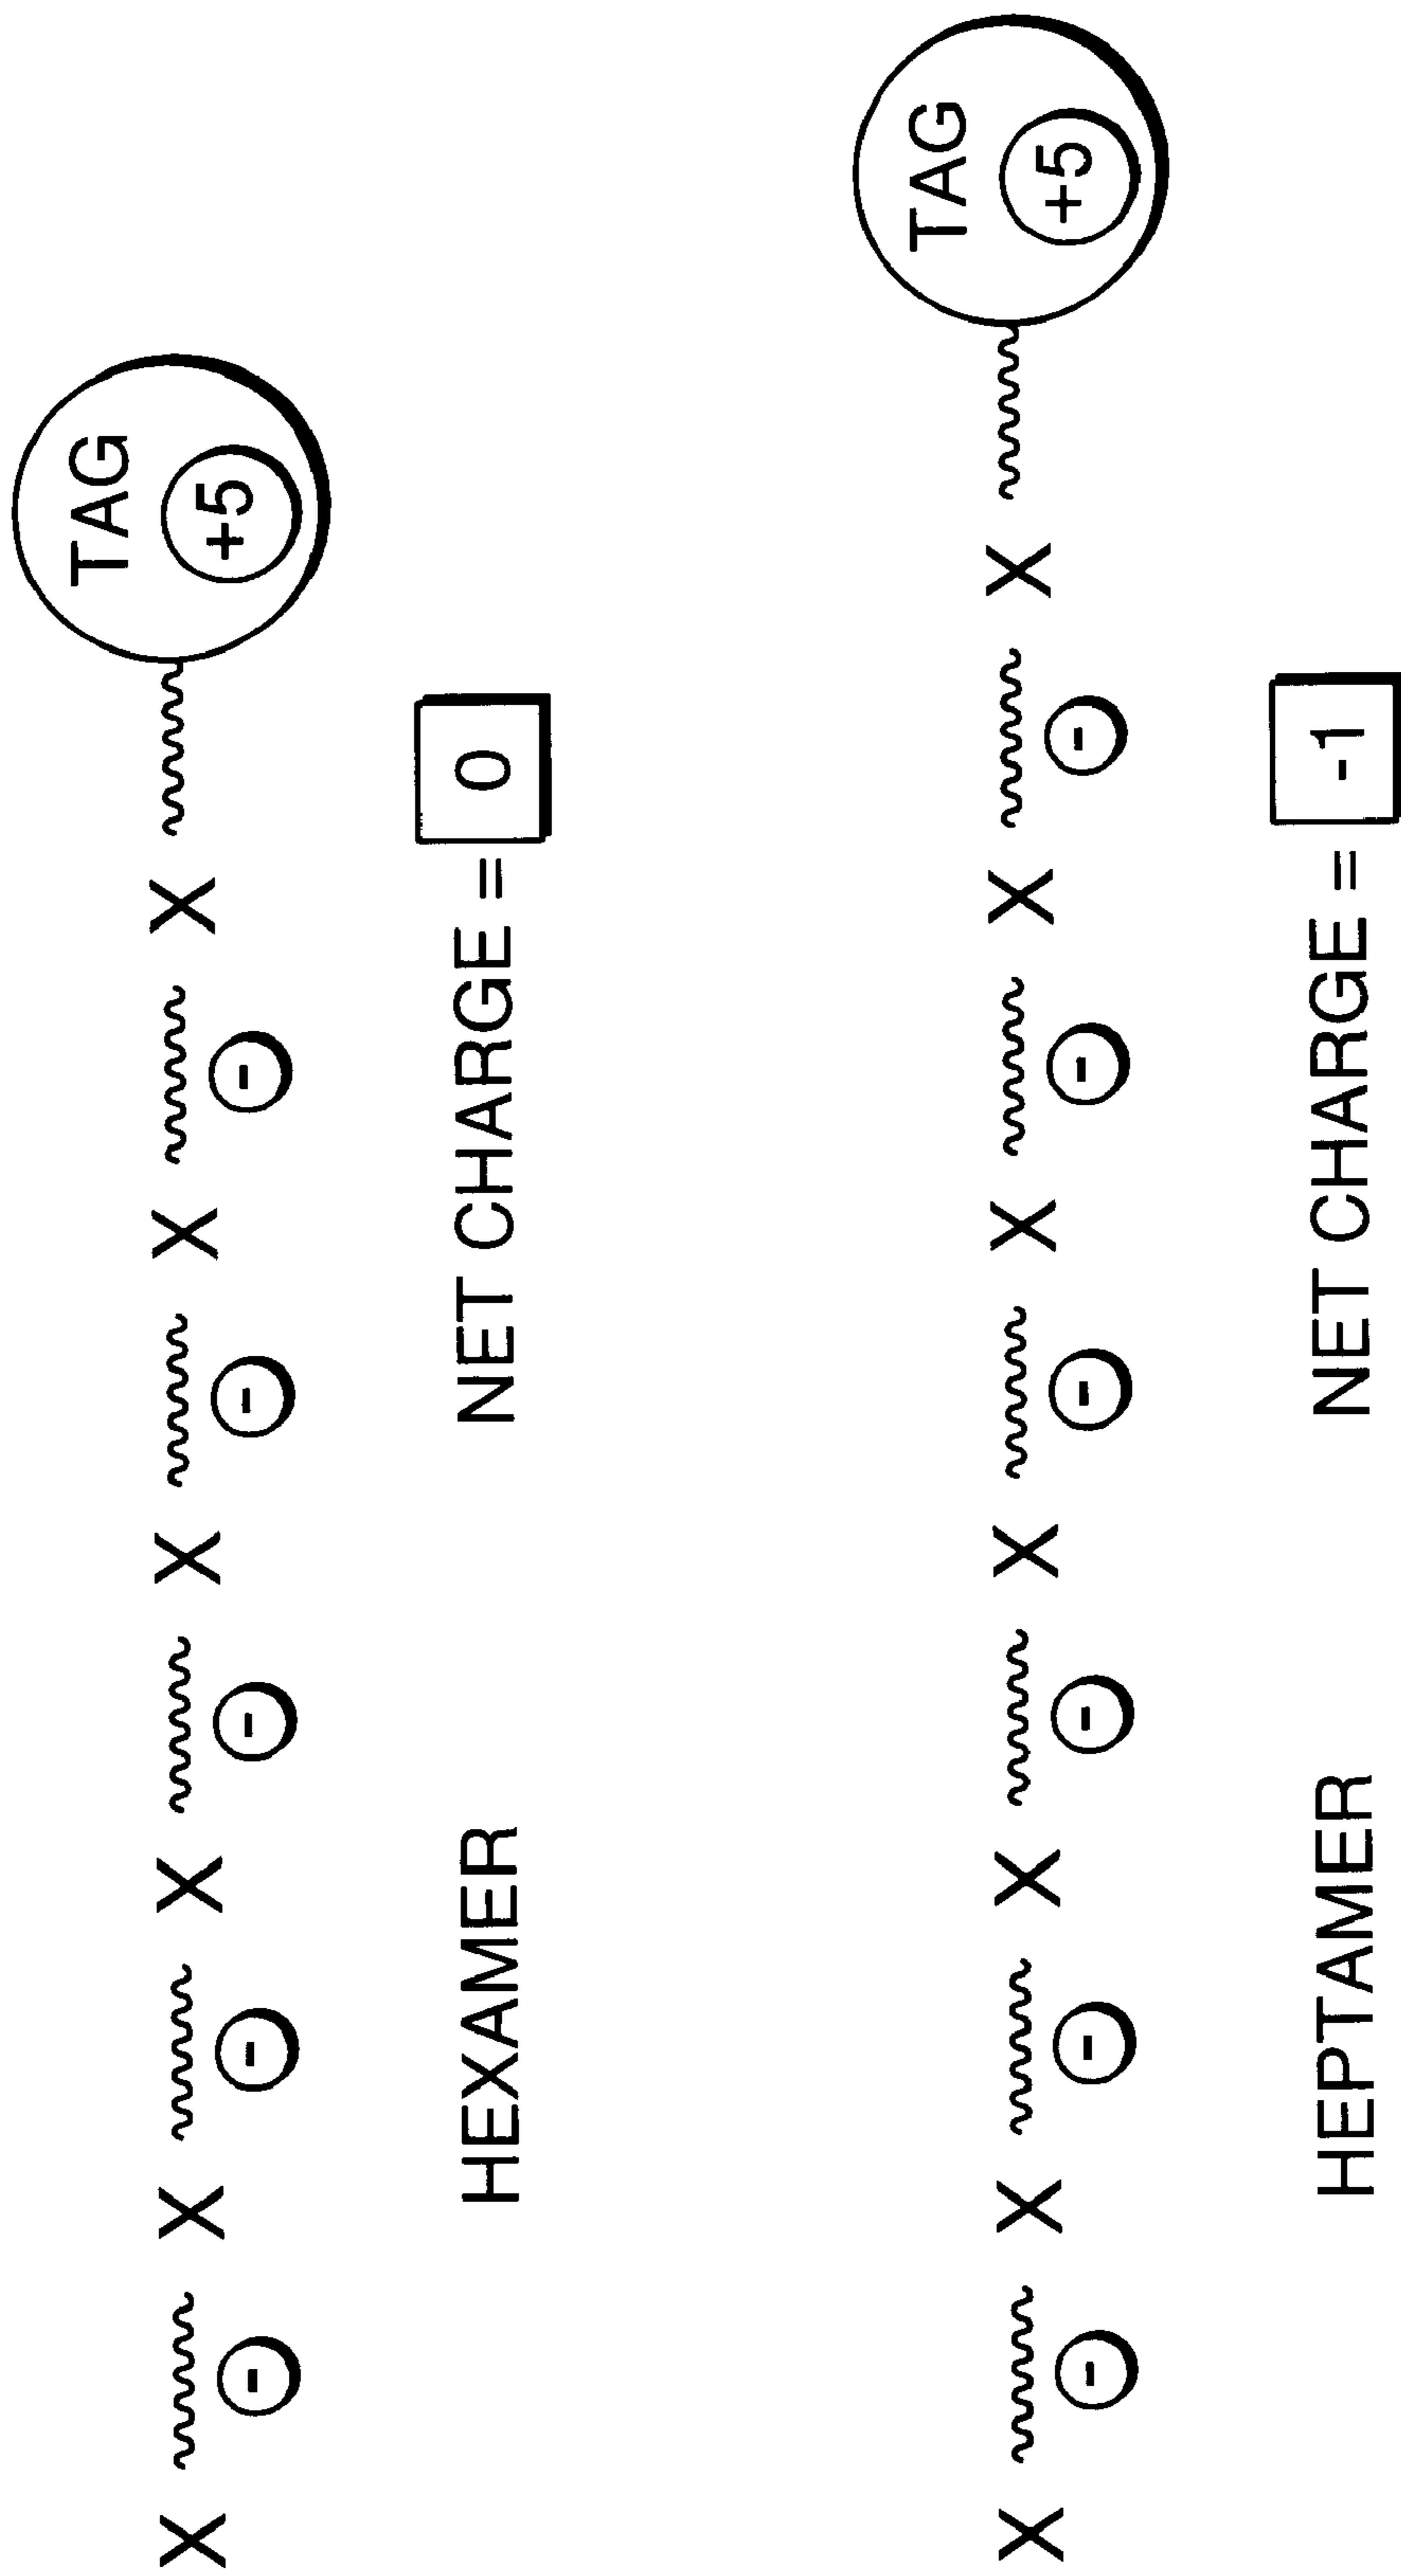 TAG
X X X X X X
- - - - - +5
HEXAMER NET CHARGE = 0
TAG
X X X X X X X
- - - - - - +5
HEPTAMER NET CHARGE = -1